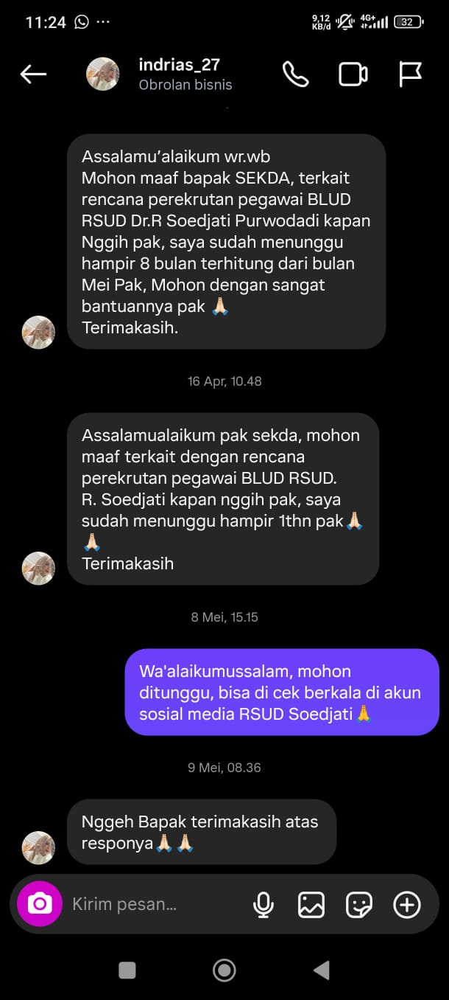 11:24
9,12
KB/d
4G+
32
indrias_27
Obrolan bisnis
Assalamu’alaikum wr.wb
Mohon maaf bapak SEKDA, terkait
rencana perekrutan pegawai BLUD
RSUD Dr.R Soedjati Purwodadi kapan
Nggih pak, saya sudah menunggu
hampir 8 bulan terhitung dari bulan
Mei Pak, Mohon dengan sangat
bantuannya pak 🙏🏻
Terimakasih.
16 Apr, 10.48
Assalamualaikum pak sekda, mohon
maaf terkait dengan rencana
perekrutan pegawai BLUD RSUD.
R. Soedjati kapan nggih pak, saya
sudah menunggu hampir 1thn pak🙏🏻
🙏🏻
Terimakasih
8 Mei, 15.15
Wa'alaikumussalam, mohon
ditunggu, bisa di cek berkala di akun
sosial media RSUD Soedjati🙏
9 Mei, 08.36
Nggeh Bapak terimakasih atas
responya🙏🏻🙏🏻
Kirim pesan...